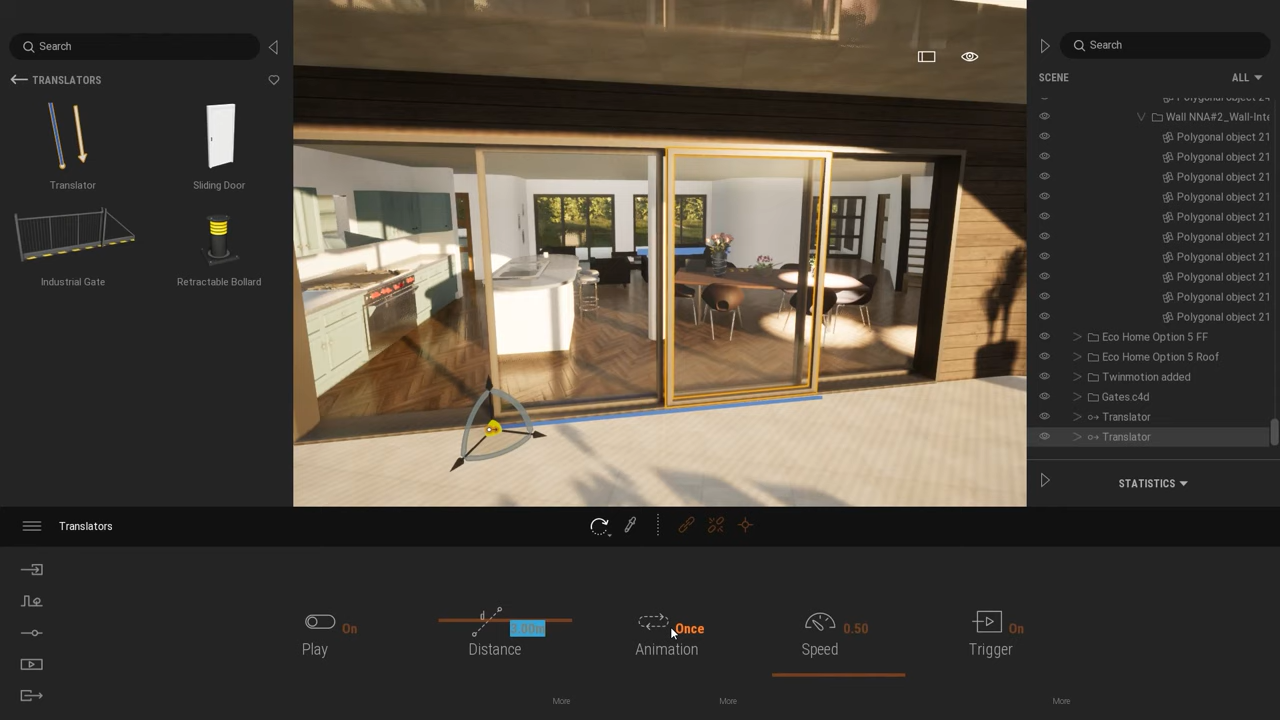 Search
TRANSLATORS
Translator
Sliding Door
Industrial Gate
Retractable Bollard
Search
SCENE
ALL
Wall NNA#2_Wall-Inte
Polygonal object 21
Polygonal object 21
Polygonal object 21
Polygonal object 21
Polygonal object 21
Polygonal object 21
Polygonal object 21
Polygonal object 21
Polygonal object 21
Polygonal object 21
Eco Home Option 5 FF
Eco Home Option 5 Roof
Twinmotion added
Gates.c4d
Translator
Translator
STATISTICS
Translators
On
Play
d
3.00m
Distance
More
Once
Animation
More
0.50
Speed
On
Trigger
More